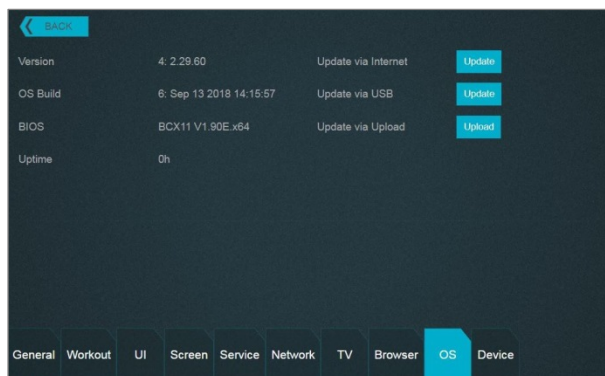 BACK
Version 4: 2.29.60 Update via Internet Update
OS Build 6: Sep 13 2018 14:15:57 Update via USB Update
BIOS BCX11 V1.90E.x64 Update via Upload Upload
Uptime 0h
General Workout UI Screen Service Network TV Browser OS Device